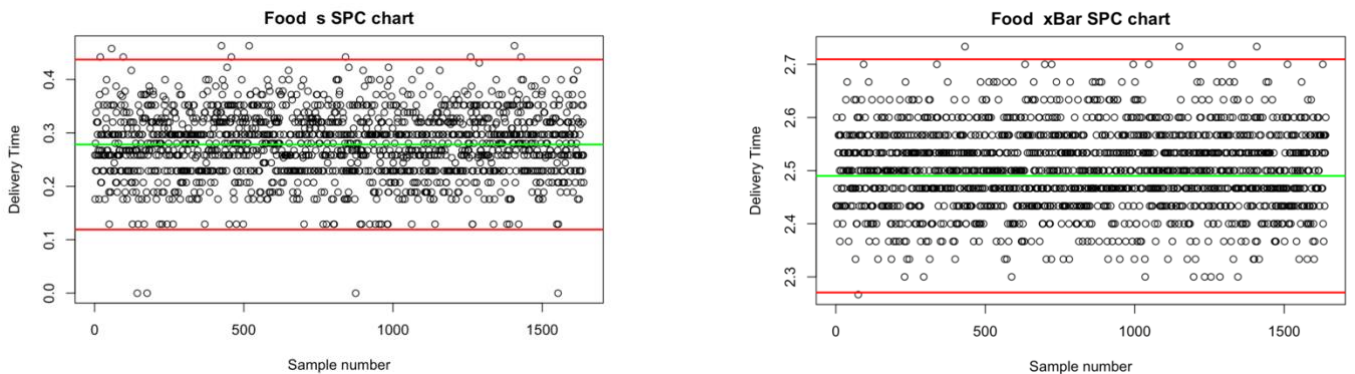 Food s SPC chart
Delivery Time
0.4
0.3
0.2
0.1
0.0
0 500 1000 1500
Sample number
Food xBar SPC chart
Delivery Time
2.7
2.6
2.5
2.4
2.3
0 500 1000 1500
Sample number